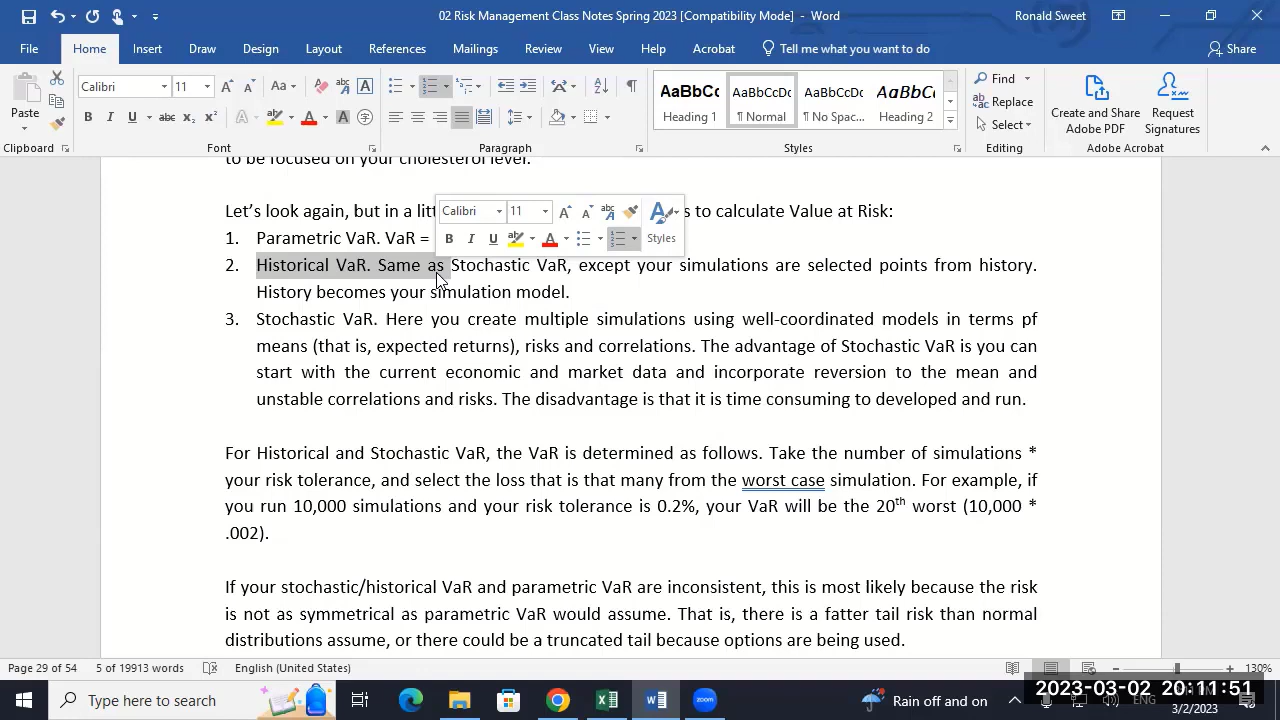 02 Risk Management Class Notes Spring 2023 [Compatibility Mode] - Word
Ronald Sweet
File Home Insert Draw Design Layout References Mailings Review View Help Acrobat Tell me what you want to do Share
Paste
Calibri 11
Aa
Find
Replace
Select
AaBbCc AaBbCcDc AaBbCcDc AaBbC
Heading 1 ¶ Normal ¶ No Spac... Heading 2
Create and Share Adobe PDF
Request Signatures
Clipboard Font Paragraph Styles Editing Adobe Acrobat
to be focused on your cholesterol level.
Let’s look again, but in a litt
s to calculate Value at Risk:
Calibri 11
Styles
1. Parametric VaR. VaR =
2. Historical VaR. Same as Stochastic VaR, except your simulations are selected points from history.
History becomes your simulation model.
3. Stochastic VaR. Here you create multiple simulations using well-coordinated models in terms pf
means (that is, expected returns), risks and correlations. The advantage of Stochastic VaR is you can
start with the current economic and market data and incorporate reversion to the mean and
unstable correlations and risks. The disadvantage is that it is time consuming to developed and run.
For Historical and Stochastic VaR, the VaR is determined as follows. Take the number of simulations *
your risk tolerance, and select the loss that is that many from the worst case simulation. For example, if
you run 10,000 simulations and your risk tolerance is 0.2%, your VaR will be the 20th worst (10,000 *
.002).
If your stochastic/historical VaR and parametric VaR are inconsistent, this is most likely because the risk
is not as symmetrical as parametric VaR would assume. That is, there is a fatter tail risk than normal
distributions assume, or there could be a truncated tail because options are being used.
Page 29 of 54 5 of 19913 words English (United States) 130%
Type here to search
Rain off and on
ENG
2023-03-02 20:11:51
3/2/2023